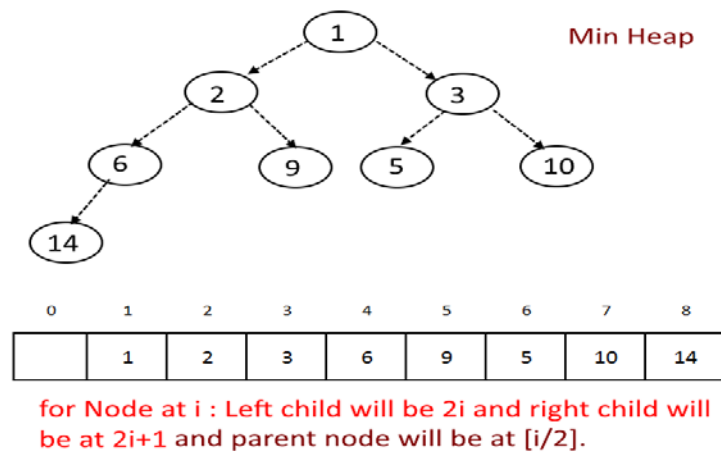 1
Min Heap
2
3
6
9
5
10
14
0 1 2 3 4 5 6 7 8
1 2 3 6 9 5 10 14
for Node at i : Left child will be 2i and right child will
be at 2i+1 and parent node will be at [i/2].